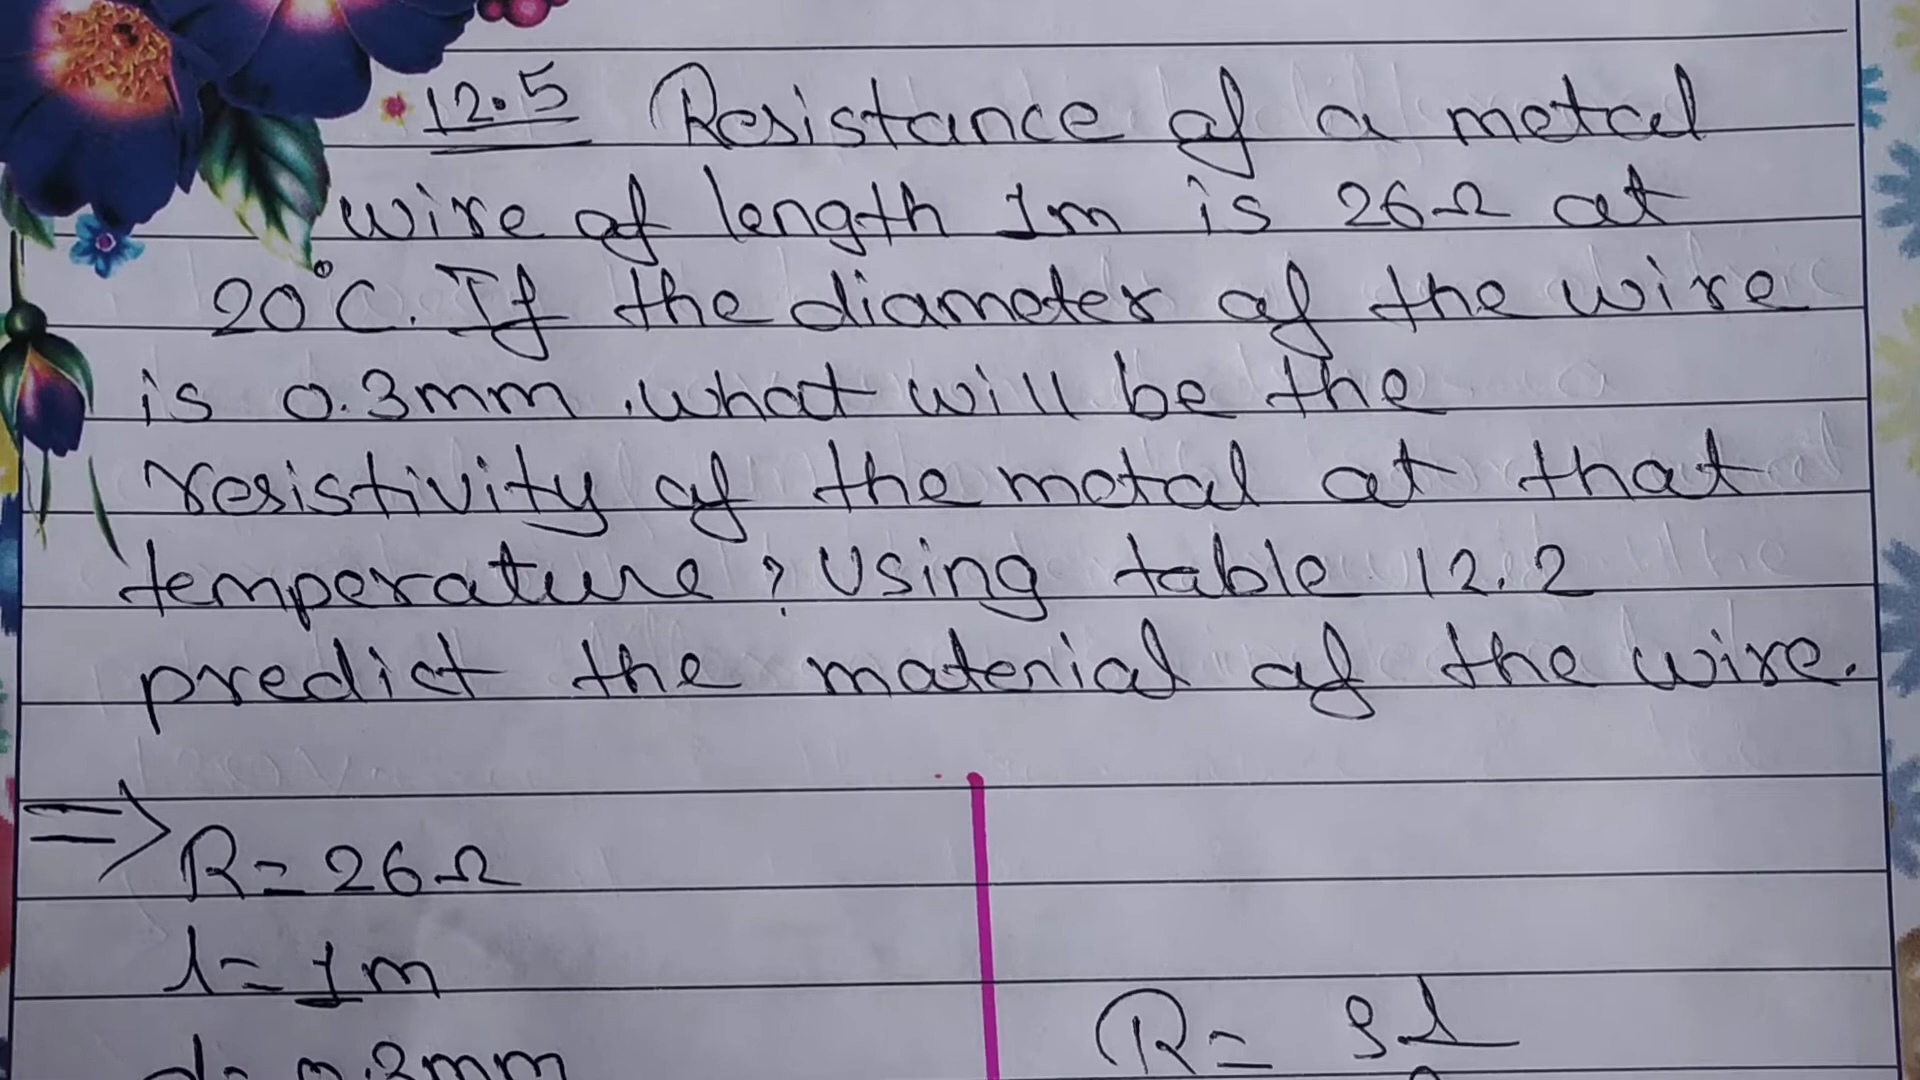 12.5 Resistance of a metal
wire of length 1m is 26Ω at
20°C. If the diameter of the wire
is 0.3mm, what will be the
resistivity of the metal at that
temperature? Using table 12.2
predict the material of the wire.
⇒ R = 26Ω
l = 1m
d = 0.3mm
R = ρl